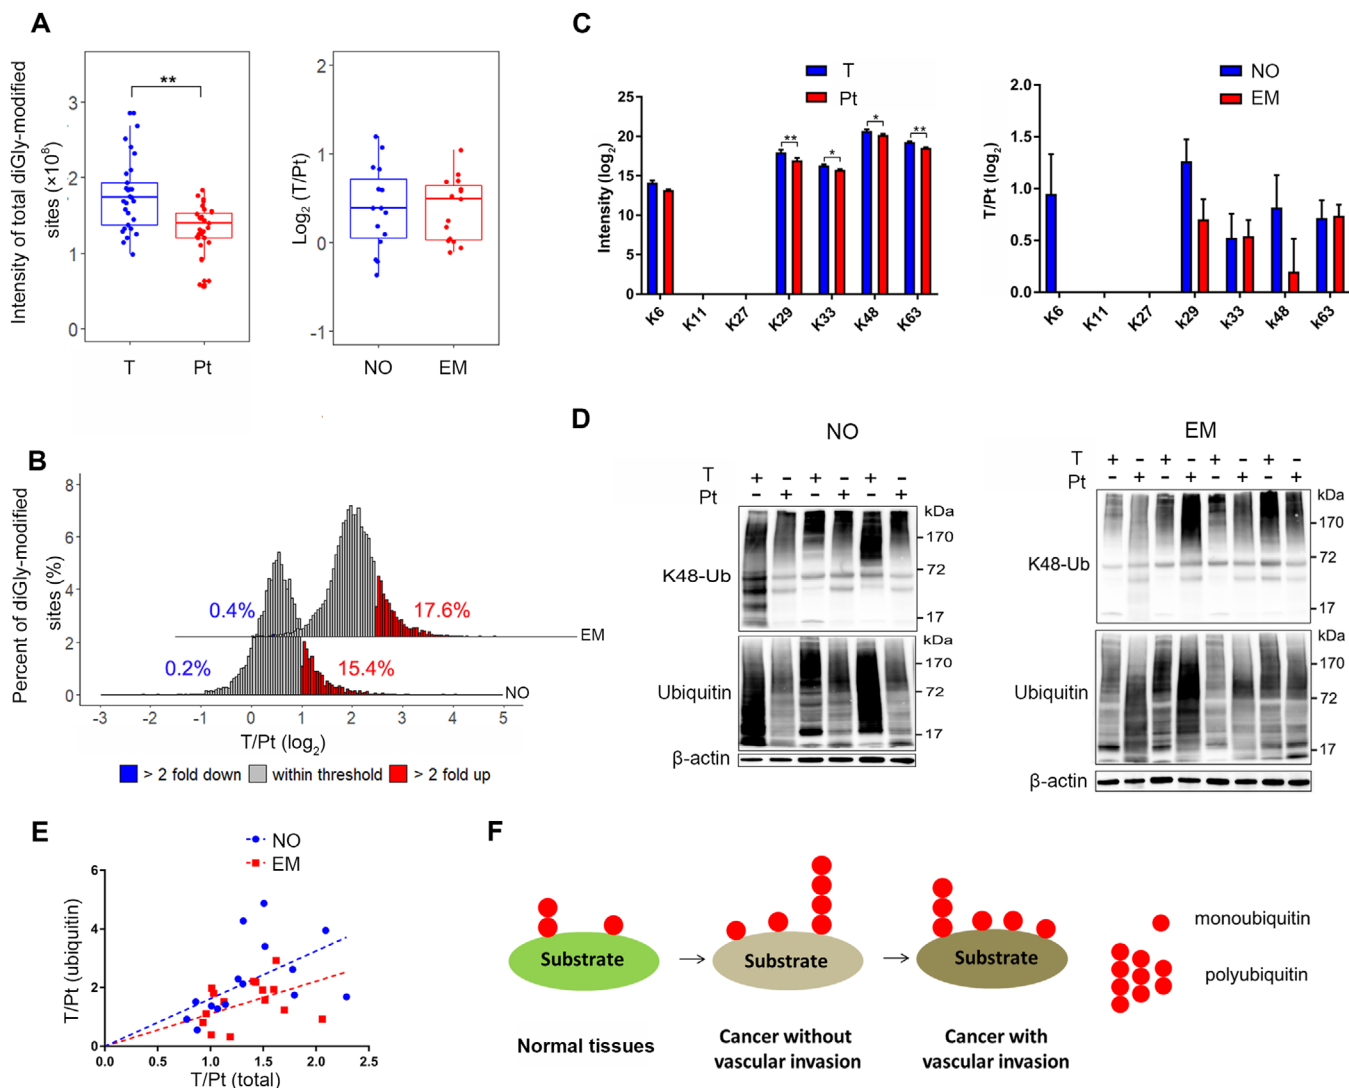 A
Intensity of total diGly-modified
sites (×10⁸)
3
2
1
0
**
T
Pt
Log₂ (T/Pt)
2
1
0
-1
NO
EM
C
T
Pt
Intensity (log₂)
25
20
15
10
5
0
**
*
*
**
K6
K11
K27
K29
K33
K48
K63
NO
EM
T/Pt (log₂)
2.0
1.5
1.0
0.5
0.0
K6
K11
K27
k29
k33
k48
k63
B
Percent of diGly-modified
sites (%)
8
6
4
2
2
0
0.4%
17.6%
EM
0.2%
15.4%
NO
-3
-2
-1
0
1
2
3
4
5
T/Pt (log₂)
> 2 fold down
within threshold
> 2 fold up
D
NO
T + - + - + -
Pt - + - + - +
kDa
170
72
17
K48-Ub
kDa
170
72
17
Ubiquitin
β-actin
EM
T + - + - + - + -
Pt - + - + - + - +
kDa
170
72
17
K48-Ub
kDa
170
72
17
Ubiquitin
β-actin
E
NO
EM
T/Pt (ubiquitin)
6
4
2
0
0.0
0.5
1.0
1.5
2.0
2.5
T/Pt (total)
F
Substrate
Substrate
Substrate
monoubiquitin
polyubiquitin
Normal tissues
Cancer without
vascular invasion
Cancer with
vascular invasion